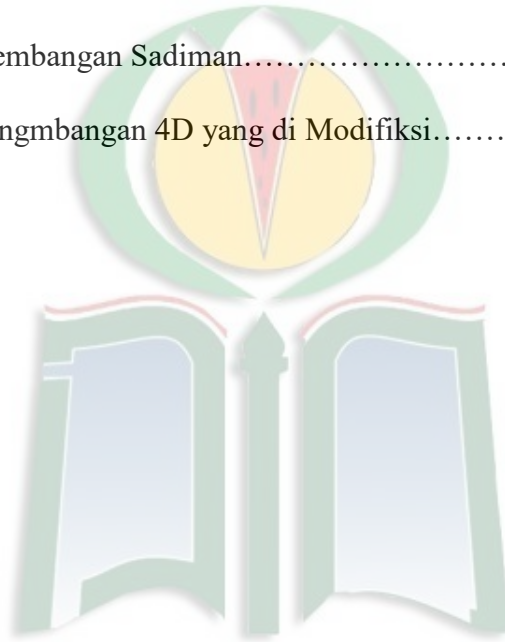 embangan Sadiman……………………
ngmbangan 4D yang di Modifiksi………